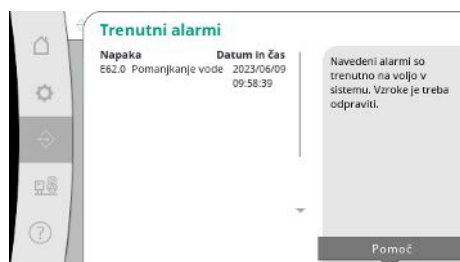 Trenutni alarmi
Napaka Datum in čas
E62.0 Pomanjkanje vode 2023/06/09
09:58:39
Navedeni alarmi so
trenutno na voljo v
sistemu. Vzroke je treba
odpraviti.
Pomoč